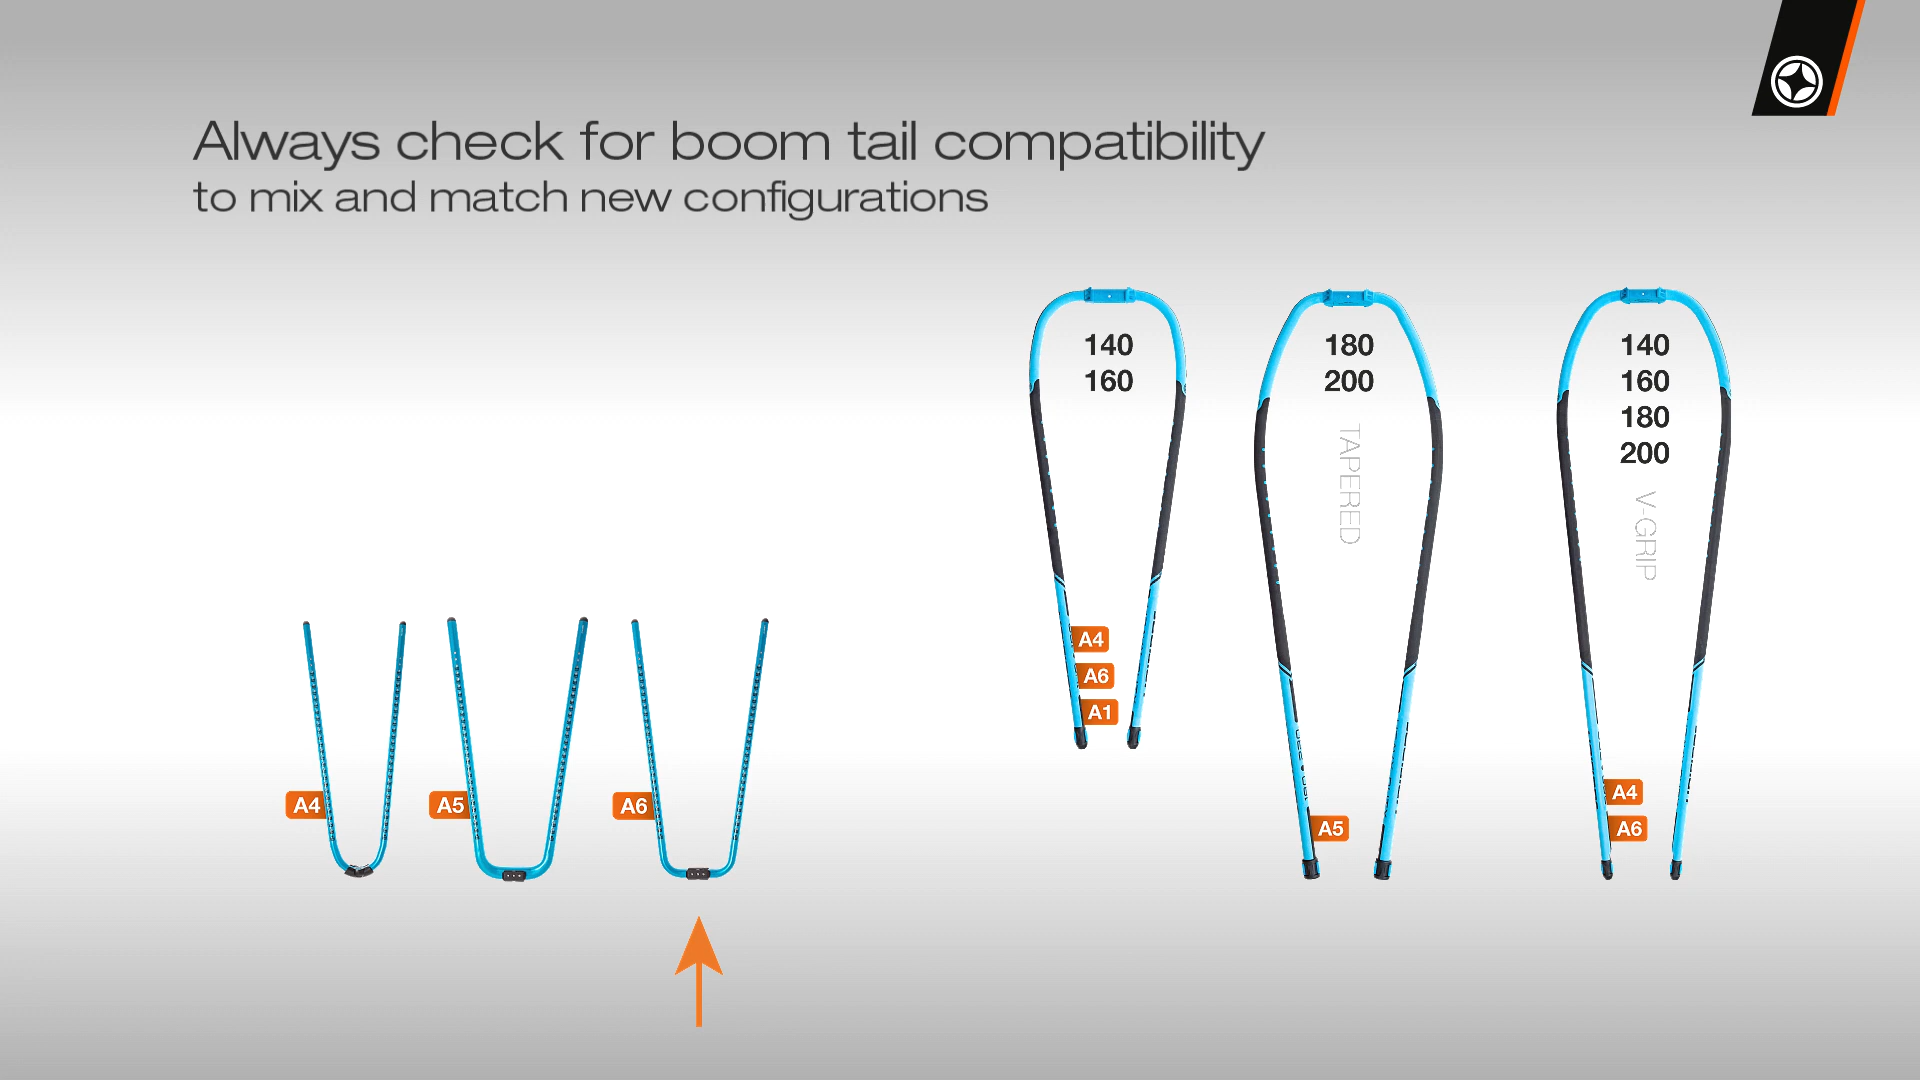 Always check for boom tail compatibility
to mix and match new configurations
140
160
180
200
TAPERED
140
160
180
200
V-GRIP
A4
A6
A1
A5
A4
A6
A4
A5
A6